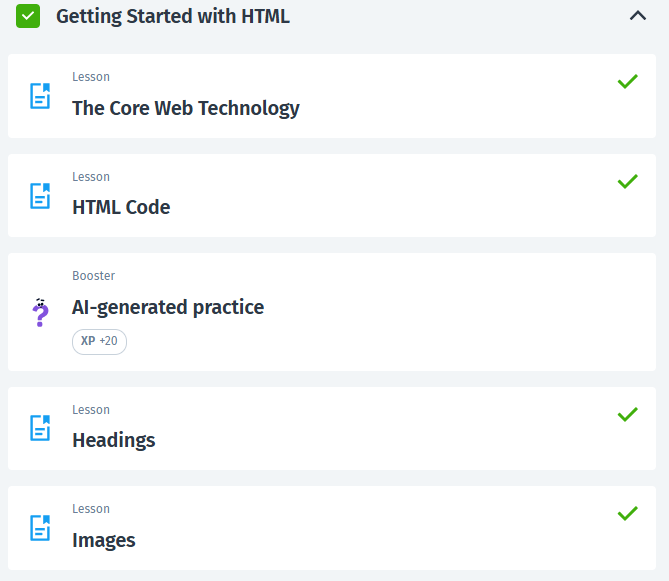 Getting Started with HTML
Lesson
The Core Web Technology
Lesson
HTML Code
Booster
AI-generated practice
XP +20
Lesson
Headings
Lesson
Images